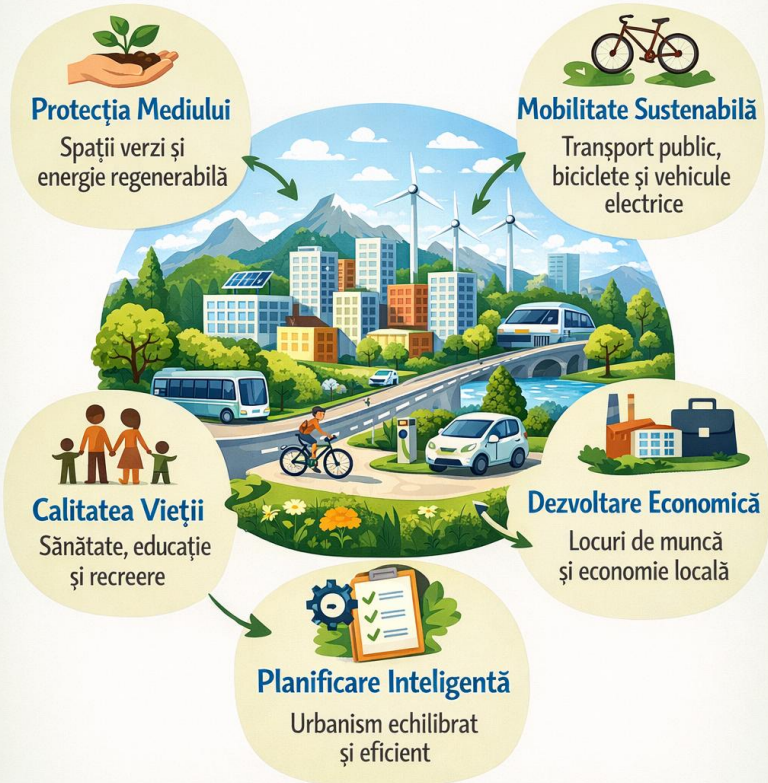 Protecția Mediului
Spații verzi și
energie regenerabilă
Mobilitate Sustenabilă
Transport public,
biciclete și vehicule
electrice
Calitatea Vieții
Sănătate, educație
și recreere
Dezvoltare Economică
Locuri de muncă
și economie locală
Planificare Inteligentă
Urbanism echilibrat
și eficient